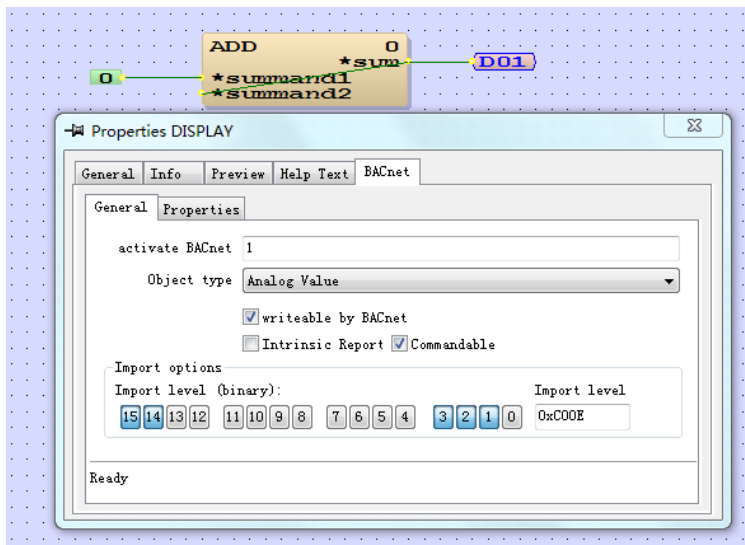 ADD 0
*sum D01
0 *summand1
*summand2
Properties DISPLAY
General Info Preview Help Text BACnet
General Properties
activate BACnet 1
Object type Analog Value
writeable by BACnet
Intrinsic Report Commandable
Import options
Import level (binary): Import level
15 14 13 12 11 10 9 8 7 6 5 4 3 2 1 0 0xC00E
Ready